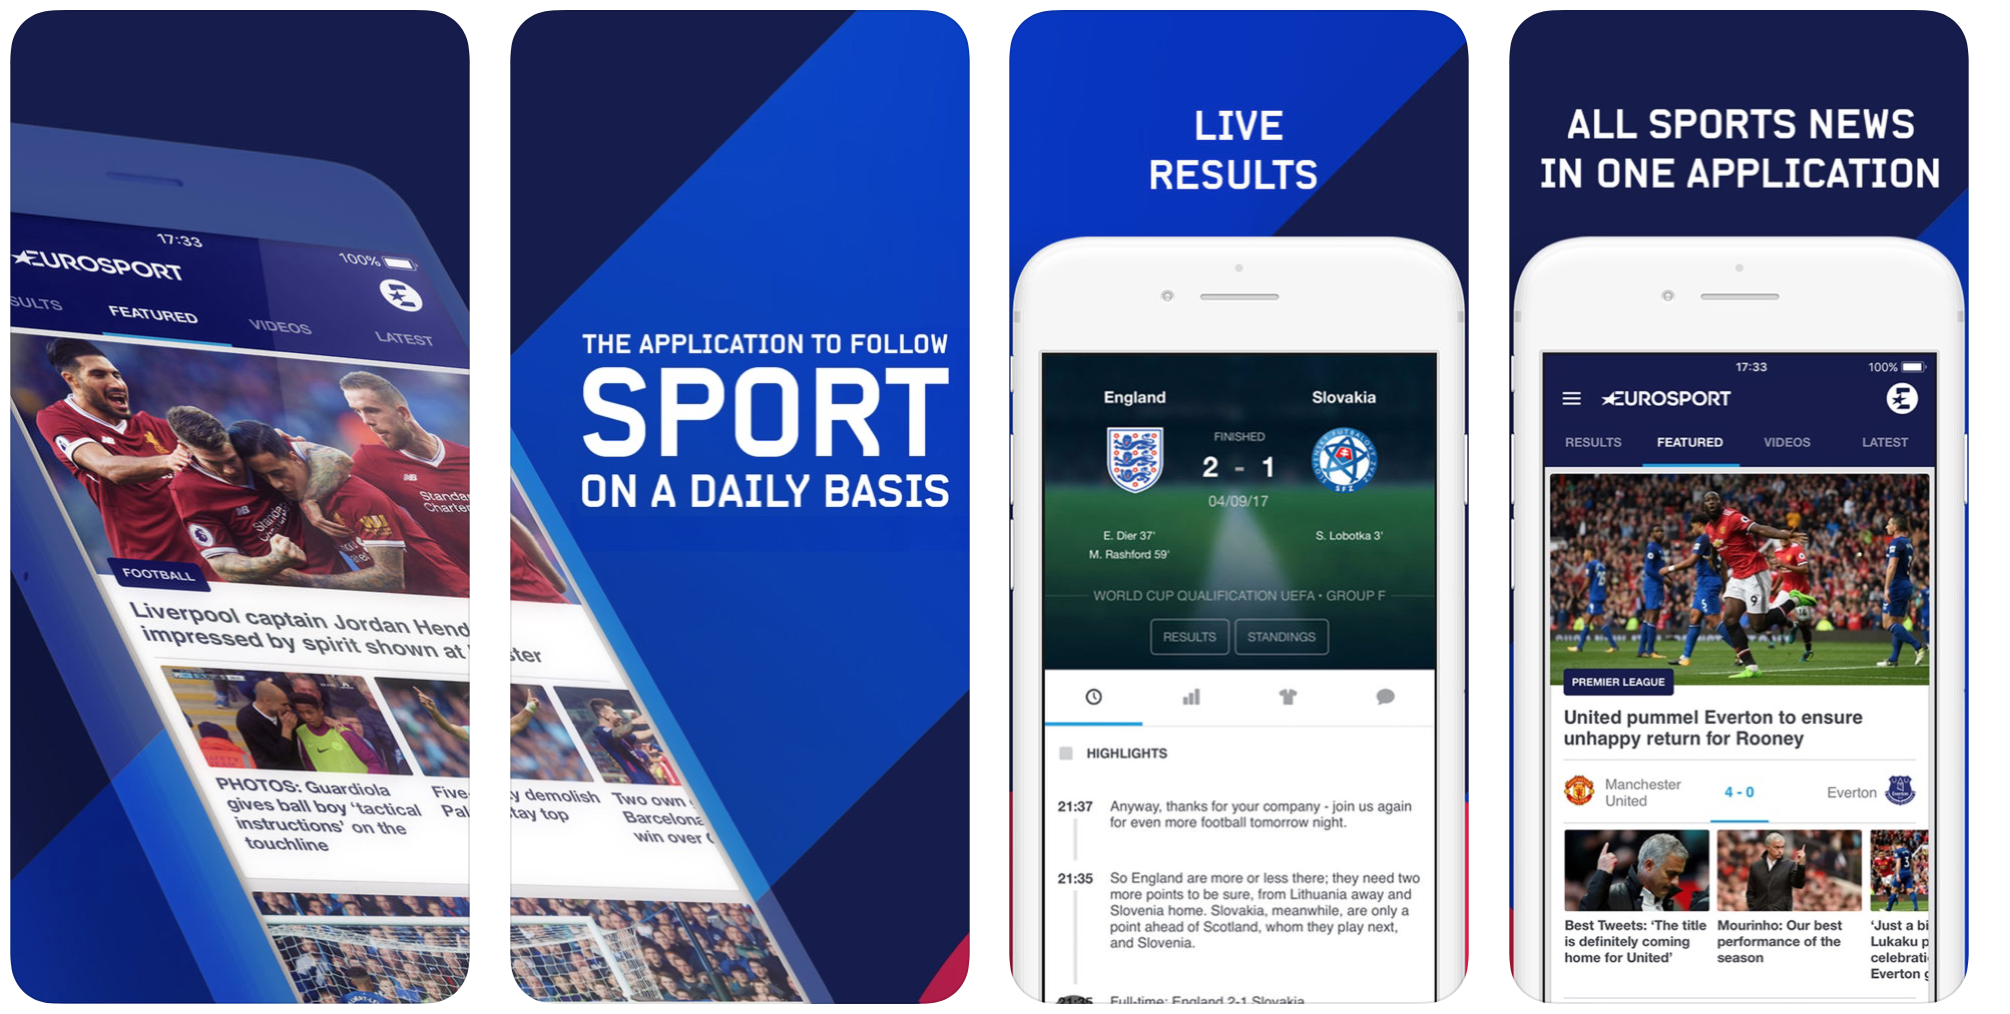 17:33
100%
EUROSPORT
SULTS
FEATURED
VIDEOS
LATEST
Standa
Charte
FOOTBALL
Liverpool captain Jordan Hend
impressed by spirit shown at
PHOTOS: Guardiola
gives ball boy ‘tactical
instructions’ on the
touchline
Five
Pal
THE APPLICATION TO FOLLOW
SPORT
ON A DAILY BASIS
ster
y demolish
tay top
Two own
Barcelona
win over
LIVE
RESULTS
England
Slovakia
FINISHED
2 - 1
04/09/17
E. Dier 37'
S. Lobotka 3'
M. Rashford 59'
WORLD CUP QUALIFICATION UEFA • GROUP F
RESULTS
STANDINGS
HIGHLIGHTS
21:37
Anyway, thanks for your company - join us again
for even more football tomorrow night.
21:35
So England are more or less there; they need two
more points to be sure, from Lithuania away and
Slovenia home. Slovakia, meanwhile, are only a
point ahead of Scotland, whom they play next,
and Slovenia.
21:35
Full-time: England 2-1 Slovakia
ALL SPORTS NEWS
IN ONE APPLICATION
17:33
100%
EUROSPORT
RESULTS
FEATURED
VIDEOS
LATEST
PREMIER LEAGUE
United pummel Everton to ensure
unhappy return for Rooney
Manchester
United
4 - 0
Everton
Best Tweets: ‘The title
is definitely coming
home for United’
Mourinho: Our best
performance of the
season
‘Just a bi
Lukaku p
celebrati
Everton g